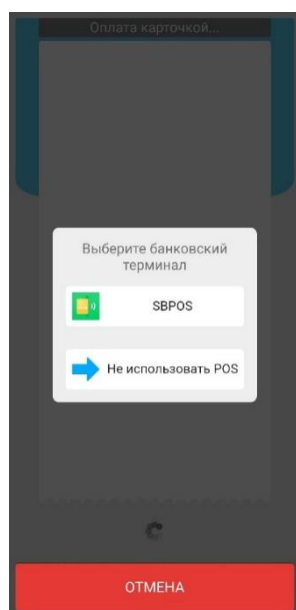 Оплата карточкой...
Выберите банковский
терминал
SBPOS
Не использовать POS
ОТМЕНА